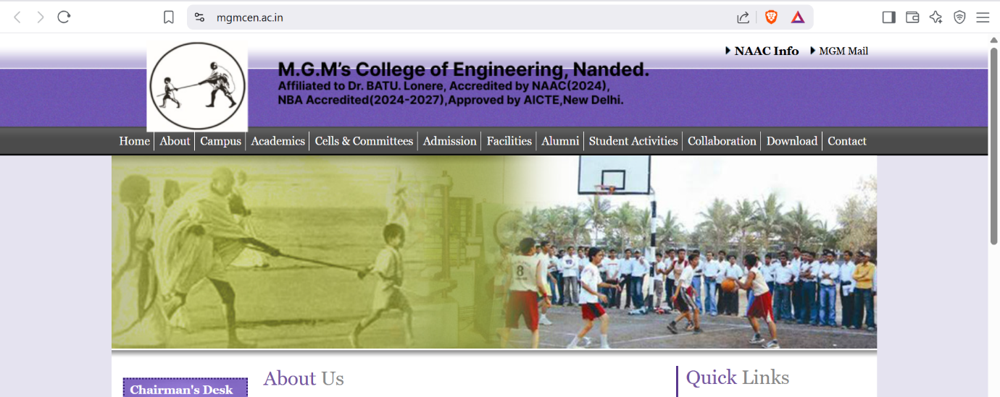 mgmcen.ac.in
NAAC Info MGM Mail
M.G.M's College of Engineering, Nanded.
Affiliated to Dr. BATU. Lonere, Accredited by NAAC(2024),
NBA Accredited(2024-2027),Approved by AICTE,New Delhi.
Home About Campus Academics Cells & Committees Admission Facilities Alumni Student Activities Collaboration Download Contact
8
Chairman's Desk
About Us
Quick Links